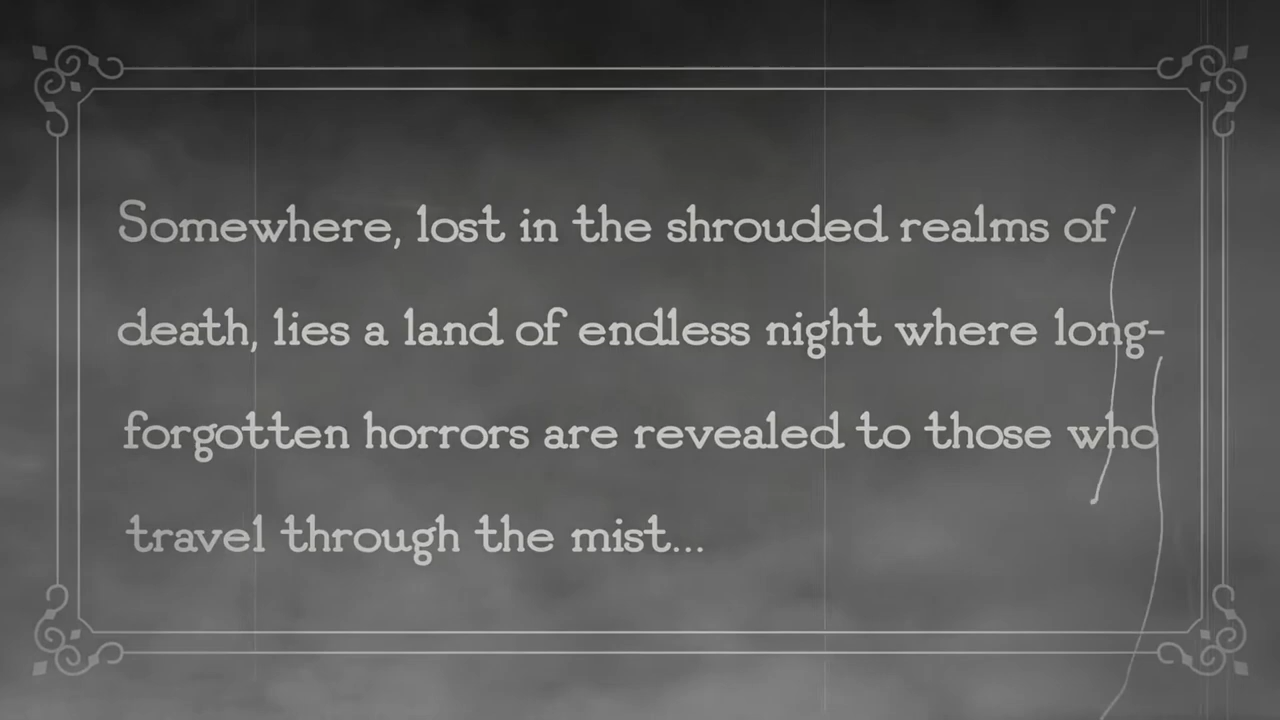 Somewhere, lost in the shrouded realms of
death, lies a land of endless night where long-
forgotten horrors are revealed to those who
travel through the mist...